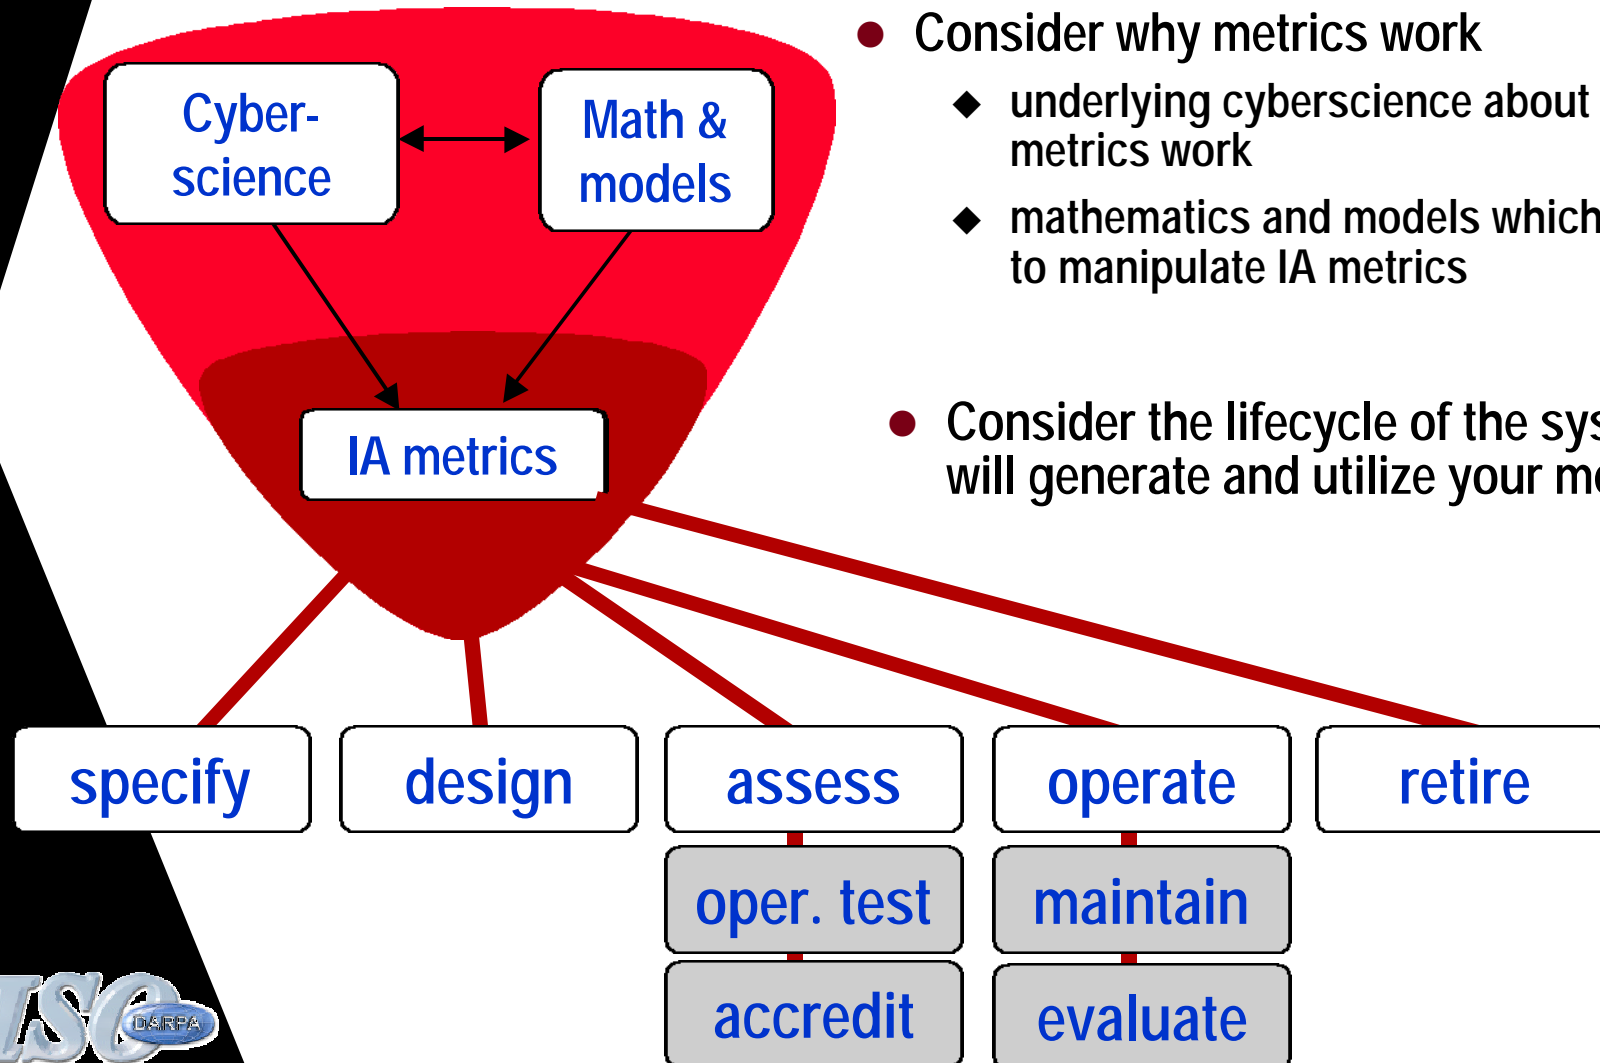 Consider why metrics work
underlying cyberscience about
metrics work
mathematics and models which
to manipulate IA metrics
Consider the lifecycle of the sys
will generate and utilize your m
Cyber-
science
Math &
models
IA metrics
specify
design
assess
operate
retire
oper. test
maintain
accredit
evaluate
ISO
DARPA